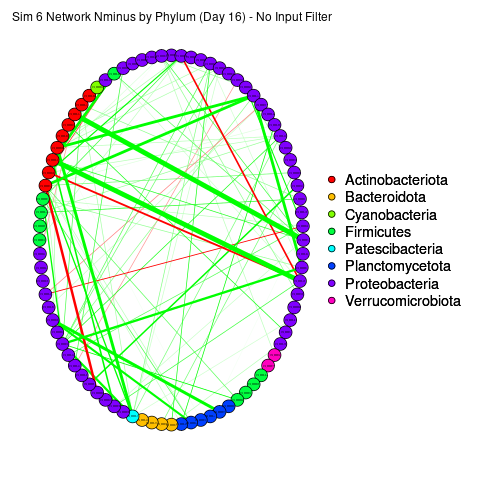 Sim 6 Network Nminus by Phylum (Day 16) - No Input Filter
Actinobacteriota
Bacteroidota
Cyanobacteria
Firmicutes
Patescibacteria
Planctomycetota
Proteobacteria
Verrucomicrobiota